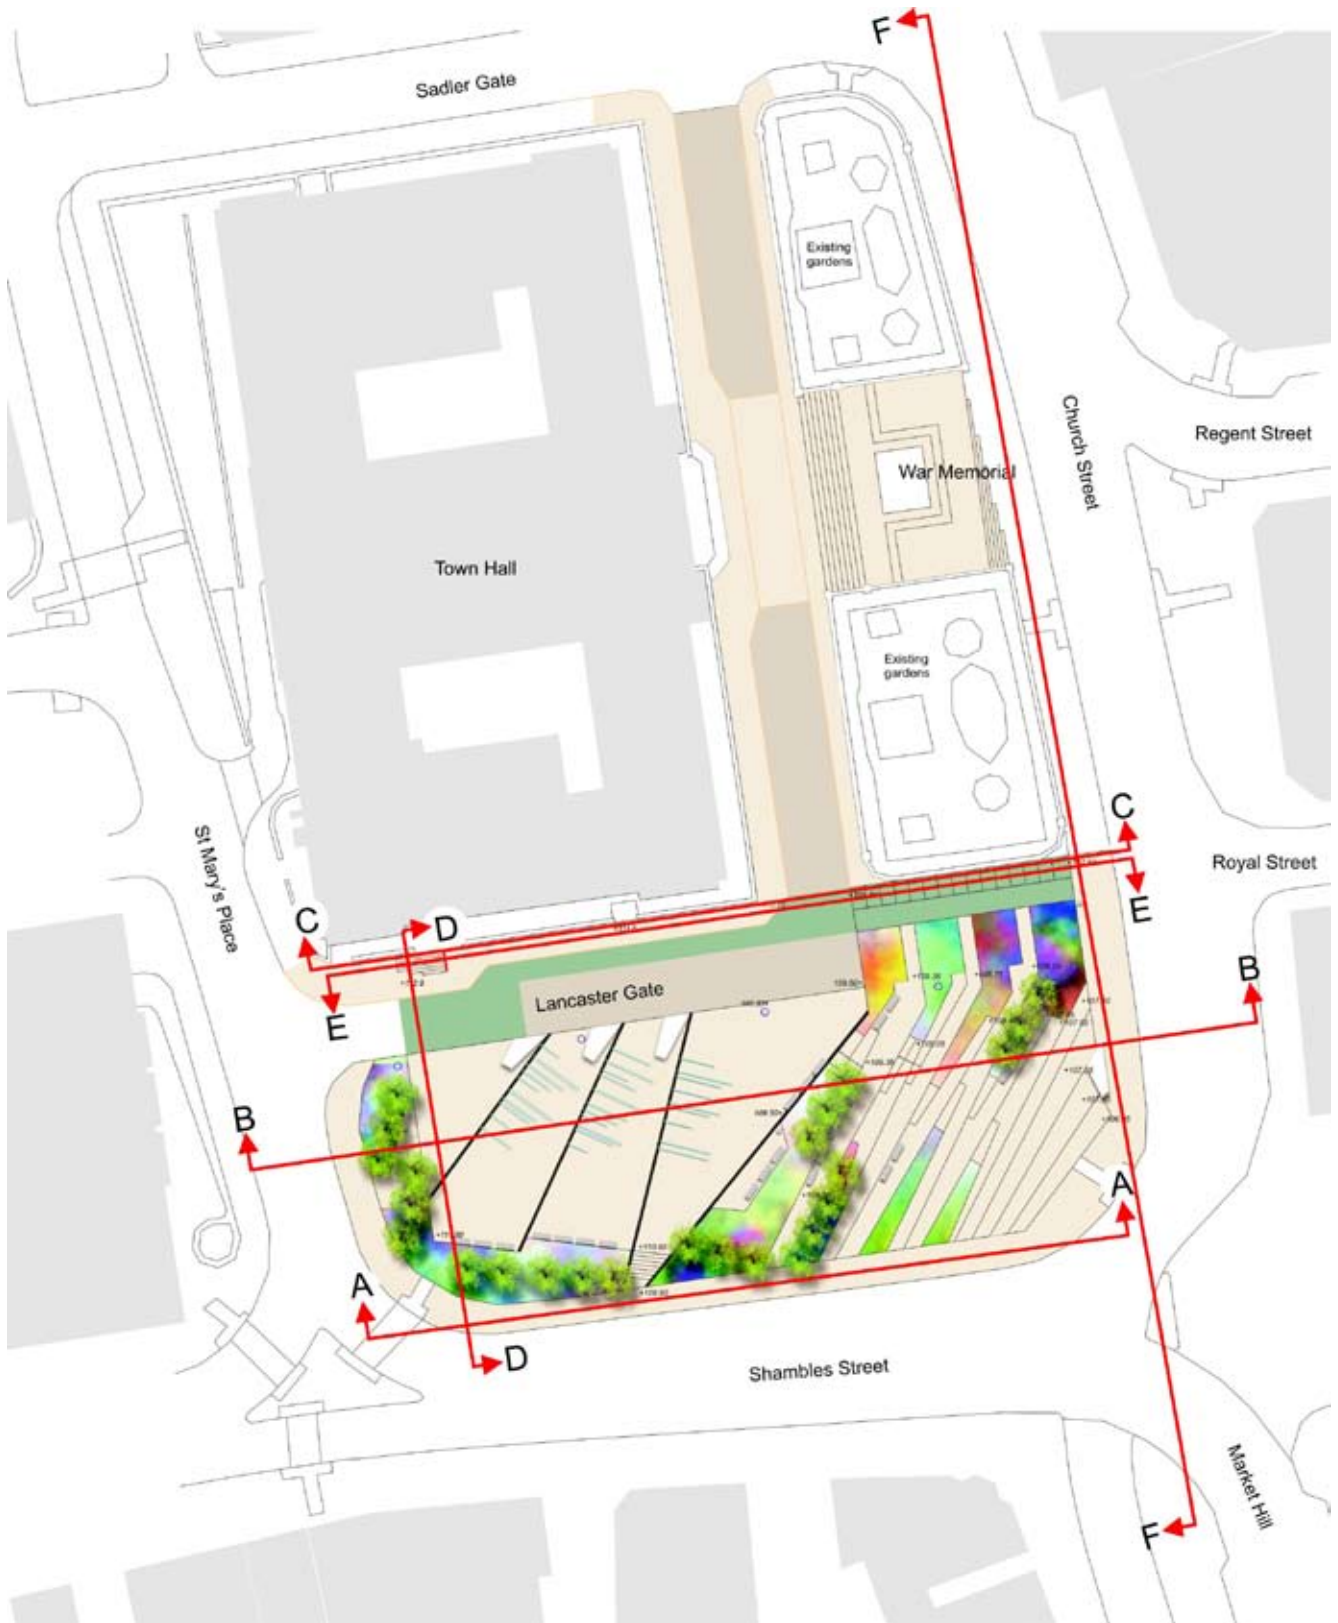 F
Sadler Gate
Existing
gardens
Church Street
Regent Street
War Memorial
Town Hall
Existing
gardens
C
St Mary's Place
Royal Street
C
D
E
E
B
Lancaster Gate
B
A
A
D
Shambles Street
Market Hill
F